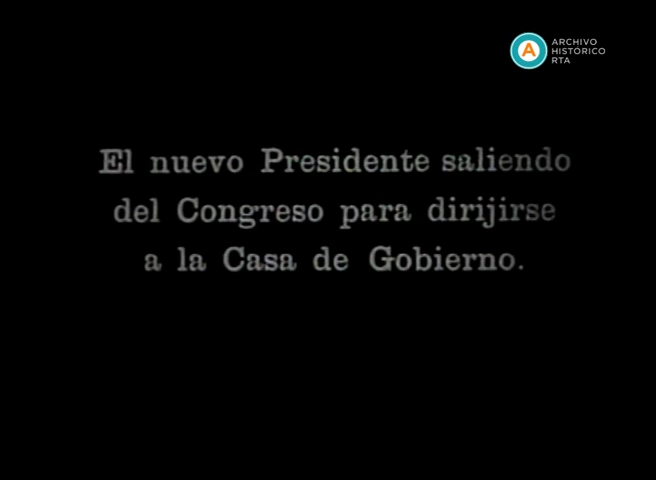 A
ARCHIVO
HISTORICO
RTA
El nuevo Presidente saliendo
del Congreso para dirijirse
a la Casa de Gobierno.